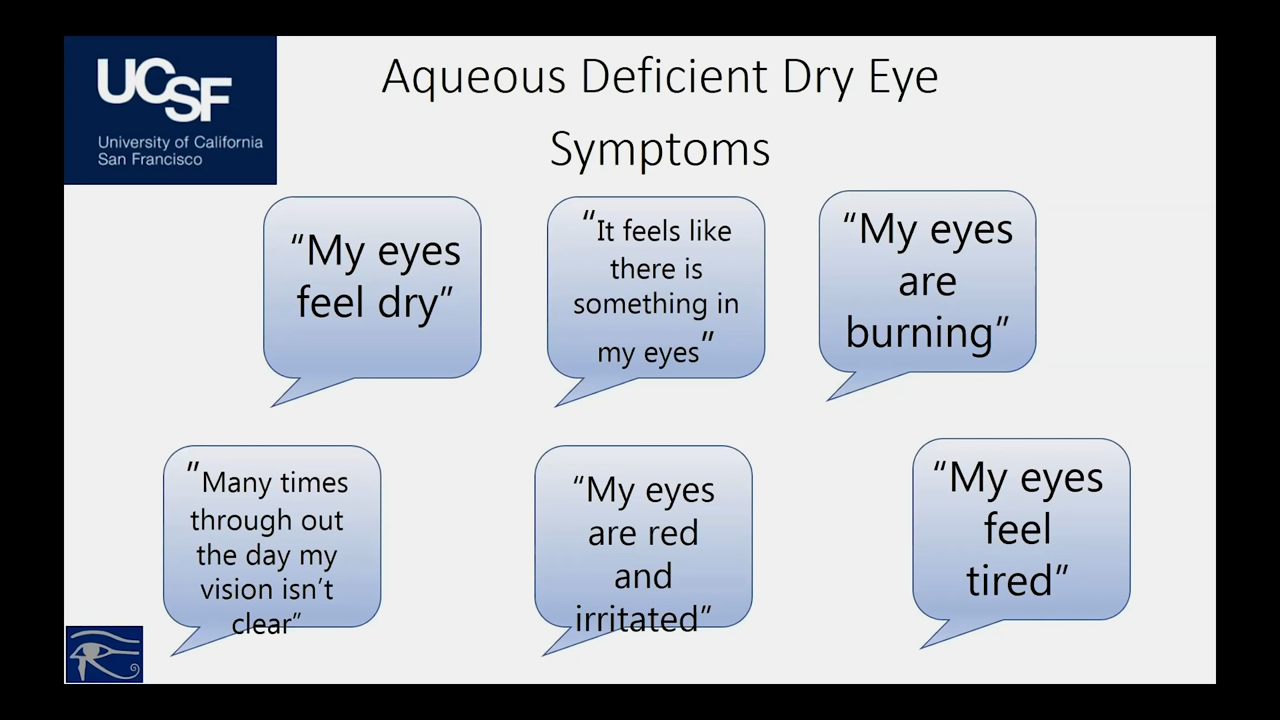 UCSF
University of California
San Francisco
Aqueous Deficient Dry Eye
Symptoms
“My eyes
feel dry”
“It feels like
there is
something in
my eyes”
“My eyes
are
burning”
“Many times
through out
the day my
vision isn’t
clear”
“My eyes
are red
and
irritated”
“My eyes
feel
tired”